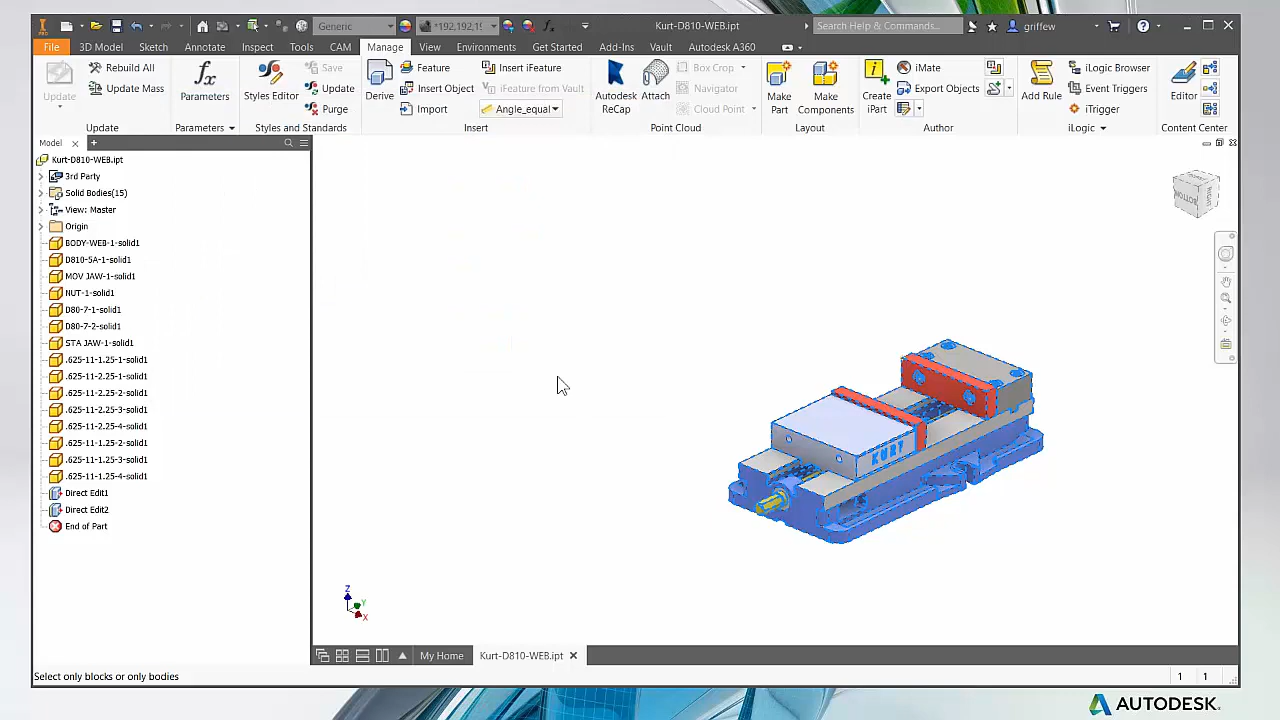 Generic
*192,192,19
Kurt-D810-WEB.ipt
Search Help & Commands...
griffew
File
3D Model
Sketch
Annotate
Inspect
Tools
CAM
Manage
View
Environments
Get Started
Add-Ins
Vault
Autodesk A360
Update
Rebuild All
Update Mass
Update
fx
Parameters
Parameters
Styles Editor
Save
Update
Purge
Styles and Standards
Derive
Feature
Insert Object
Import
Insert iFeature
iFeature from Vault
Angle_equal
Insert
Autodesk ReCap
Attach
Box Crop
Navigator
Cloud Point
Point Cloud
Make Part
Make Components
Layout
Create iPart
iMate
Export Objects
Author
Add Rule
iLogic Browser
Event Triggers
iTrigger
iLogic
Editor
Content Center
Model
Kurt-D810-WEB.ipt
3rd Party
Solid Bodies(15)
View: Master
Origin
BODY-WEB-1-solid1
D810-5A-1-solid1
MOV JAW-1-solid1
NUT-1-solid1
D80-7-1-solid1
D80-7-2-solid1
STA JAW-1-solid1
.625-11-1.25-1-solid1
.625-11-2.25-1-solid1
.625-11-2.25-2-solid1
.625-11-2.25-3-solid1
.625-11-2.25-4-solid1
.625-11-1.25-2-solid1
.625-11-1.25-3-solid1
.625-11-1.25-4-solid1
Direct Edit1
Direct Edit2
End of Part
KURT
Z
Y
X
My Home
Kurt-D810-WEB.ipt
Select only blocks or only bodies
1
1
AUTODESK.